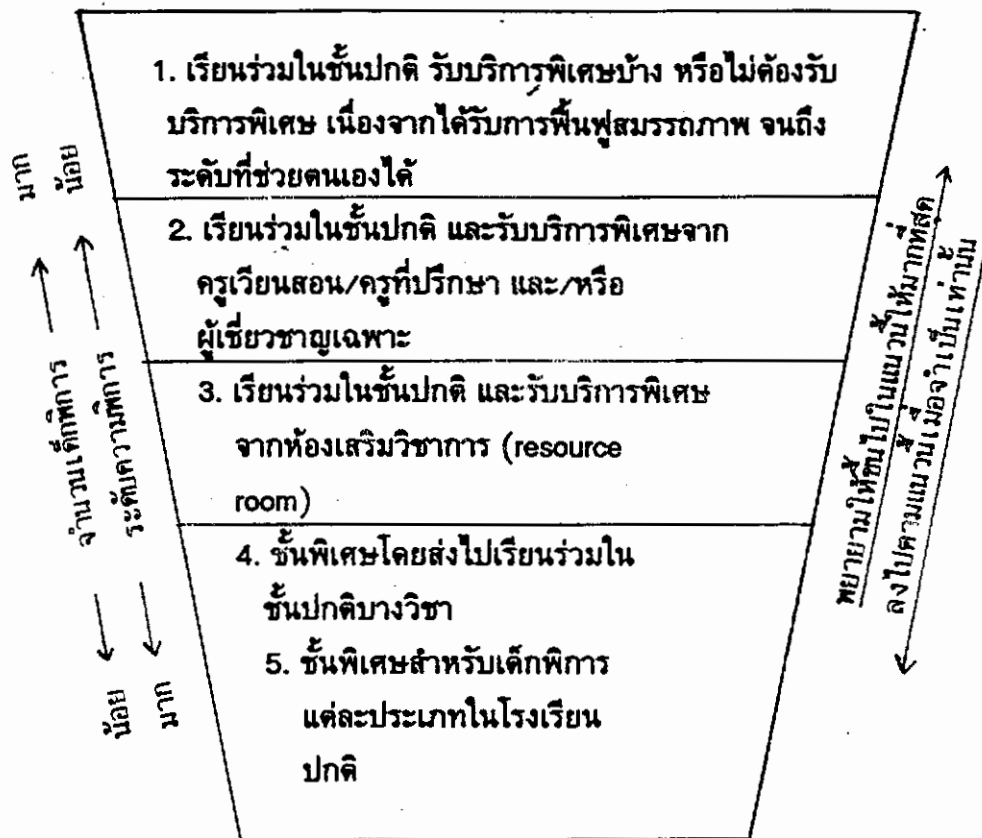 1. เรียนร่วมในชั้นปกติ รับบริการพิเศษบ้าง หรือไม่ต้องรับ
บริการพิเศษ เนื่องจากได้รับการฟื้นฟูสมรรถภาพ จนถึง
ระดับที่ช่วยตนเองได้
2. เรียนร่วมในชั้นปกติ และรับบริการพิเศษจาก
ครูเวียนสอน/ครูที่ปรึกษา และ/หรือ
ผู้เชี่ยวชาญเฉพาะ
3. เรียนร่วมในชั้นปกติ และรับบริการพิเศษ
จากห้องเสริมวิชาการ (resource
room)
4. ชั้นพิเศษโดยส่งไปเรียนร่วมใน
ชั้นปกติบางวิชา
5. ชั้นพิเศษสำหรับเด็กพิการ
แต่ละประเภทในโรงเรียน
ปกติ
มาก
น้อย
จำนวนเด็กพิการ
ระดับความพิการ
น้อย
มาก
พยายามให้ขึ้นไปในแนวนี้ให้มากที่สุด
ลงไปตามแนวนี้เมื่อจำเป็นเท่านั้น